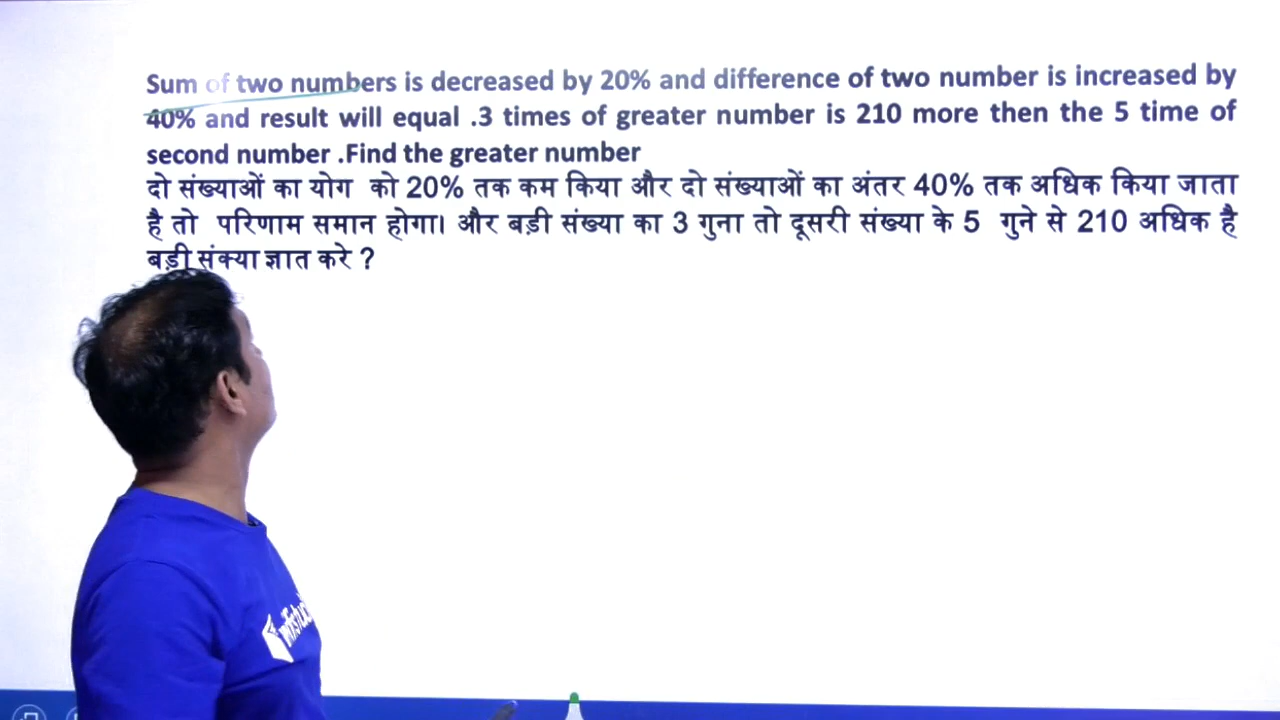 Sum of two numbers is decreased by 20% and difference of two number is increased by
40% and result will equal .3 times of greater number is 210 more then the 5 time of
second number .Find the greater number
दो संख्याओं का योग को 20% तक कम किया और दो संख्याओं का अंतर 40% तक अधिक किया जाता
है तो परिणाम समान होगा। और बड़ी संख्या का 3 गुना तो दूसरी संख्या के 5 गुने से 210 अधिक है
बड़ी संक्या ज्ञात करे ?